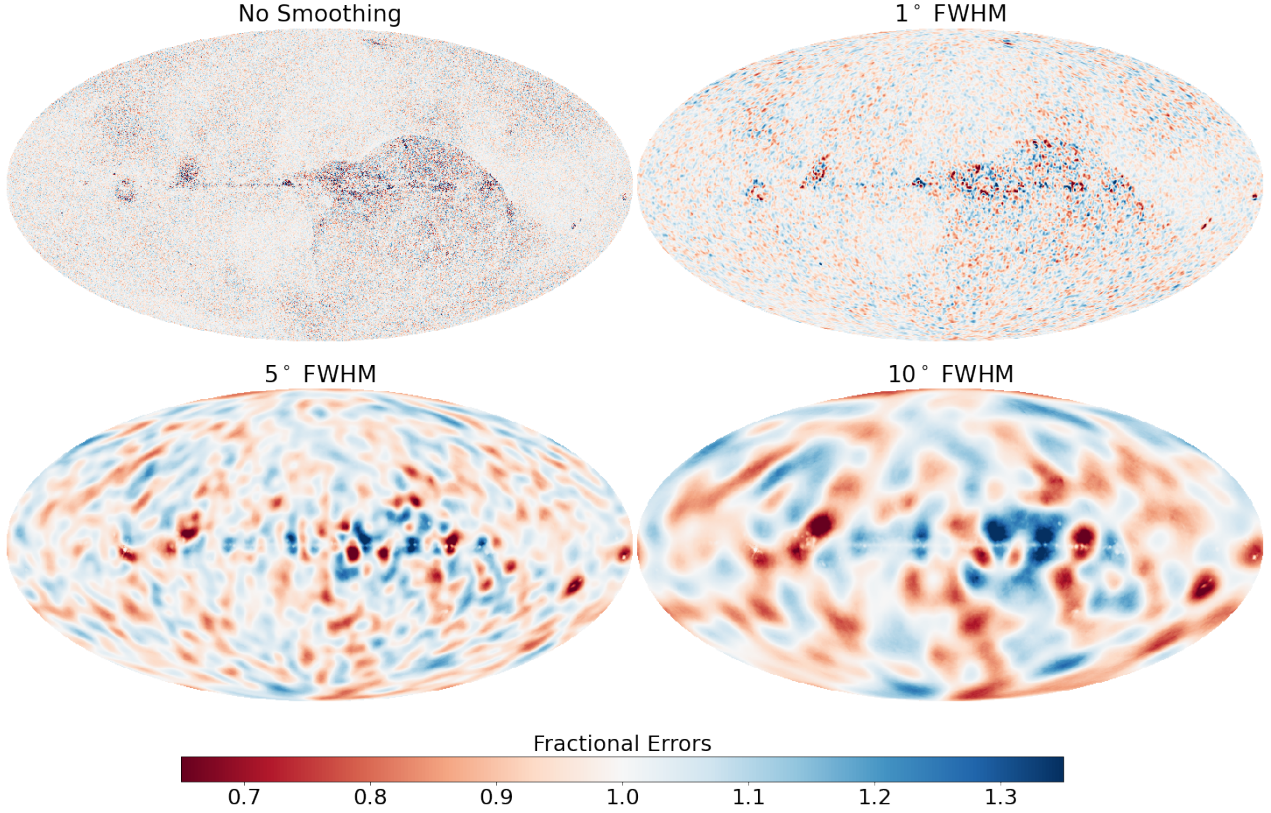 No Smoothing
1° FWHM
5° FWHM
10° FWHM
Fractional Errors
0.7 0.8 0.9 1.0 1.1 1.2 1.3